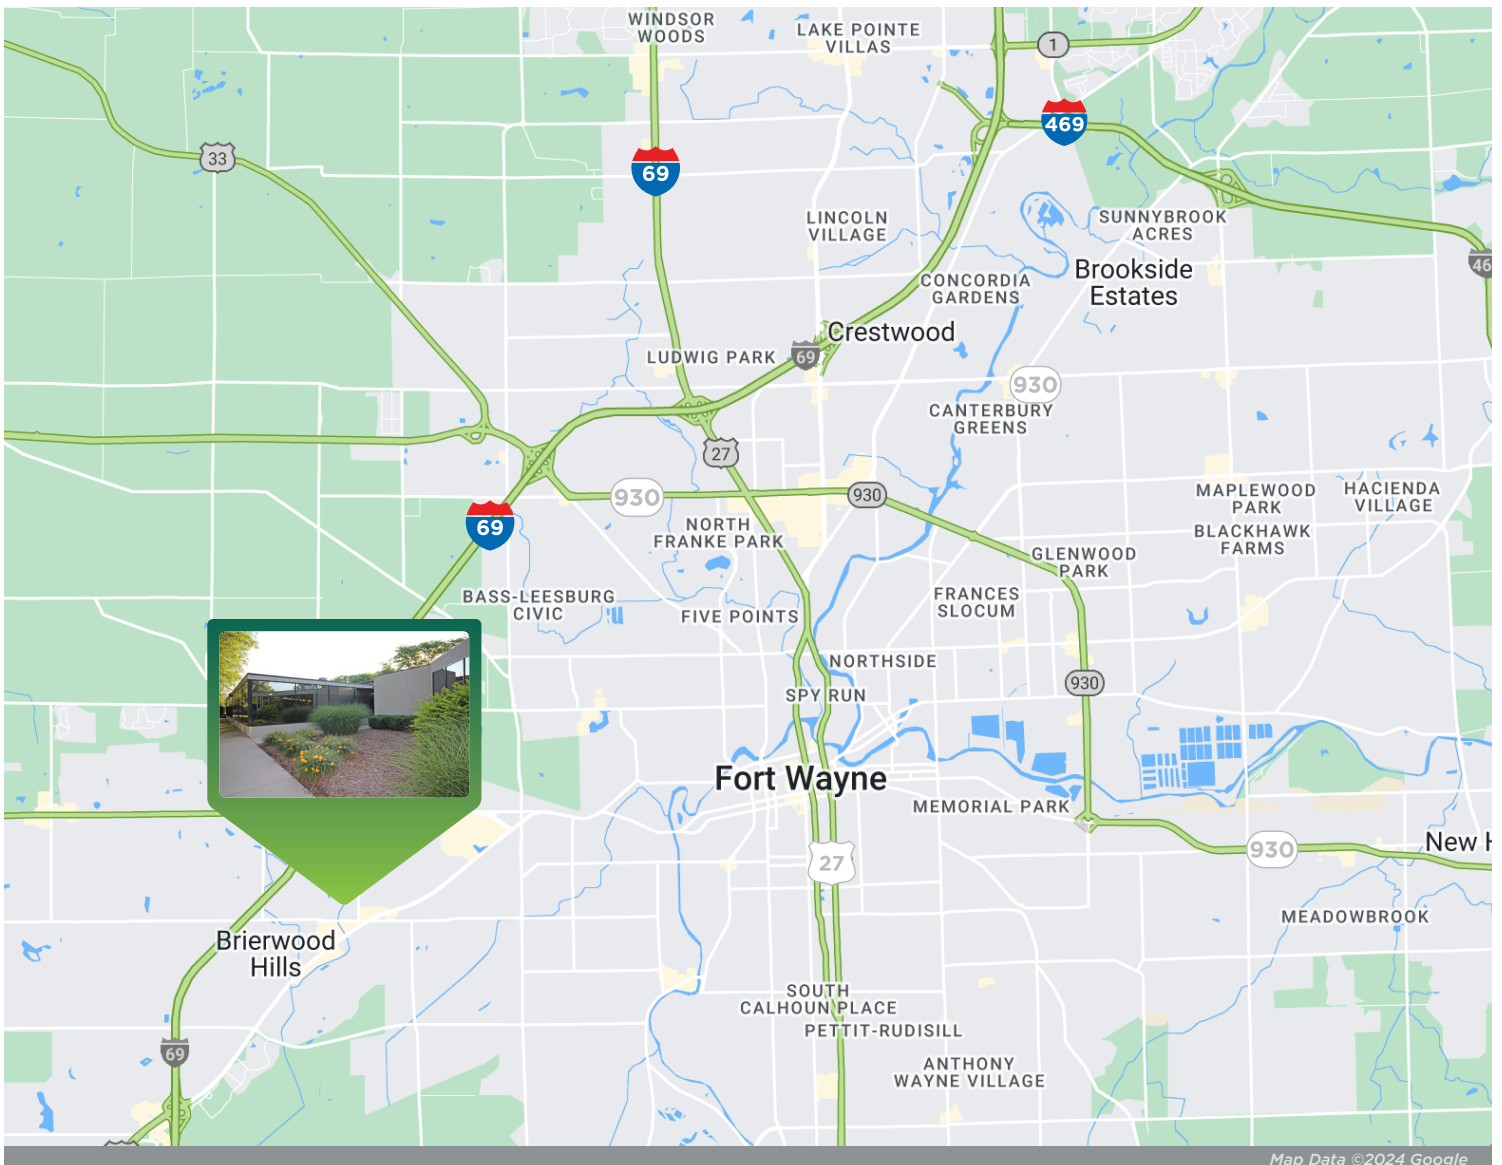 WINDSOR
WOODS
LAKE POINTE
VILLAS
1
469
33
69
LINCOLN
VILLAGE
SUNNYBROOK
ACRES
46
CONCORDIA
GARDENS
Brookside
Estates
Crestwood
LUDWIG PARK
69
930
CANTERBURY
GREENS
27
930
930
MAPLEWOOD
PARK
HACIENDA
VILLAGE
69
NORTH
FRANKE PARK
BLACKHAWK
FARMS
GLENWOOD
PARK
BASS-LEESBURG
CIVIC
FIVE POINTS
FRANCES
SLOCUM
NORTHSIDE
930
SPY RUN
Fort Wayne
MEMORIAL PARK
New H
930
27
MEADOWBROOK
Brierwood
Hills
SOUTH
CALHOUN PLACE
PETTIT-RUDISILL
69
ANTHONY
WAYNE VILLAGE
Map Data ©2024 Google